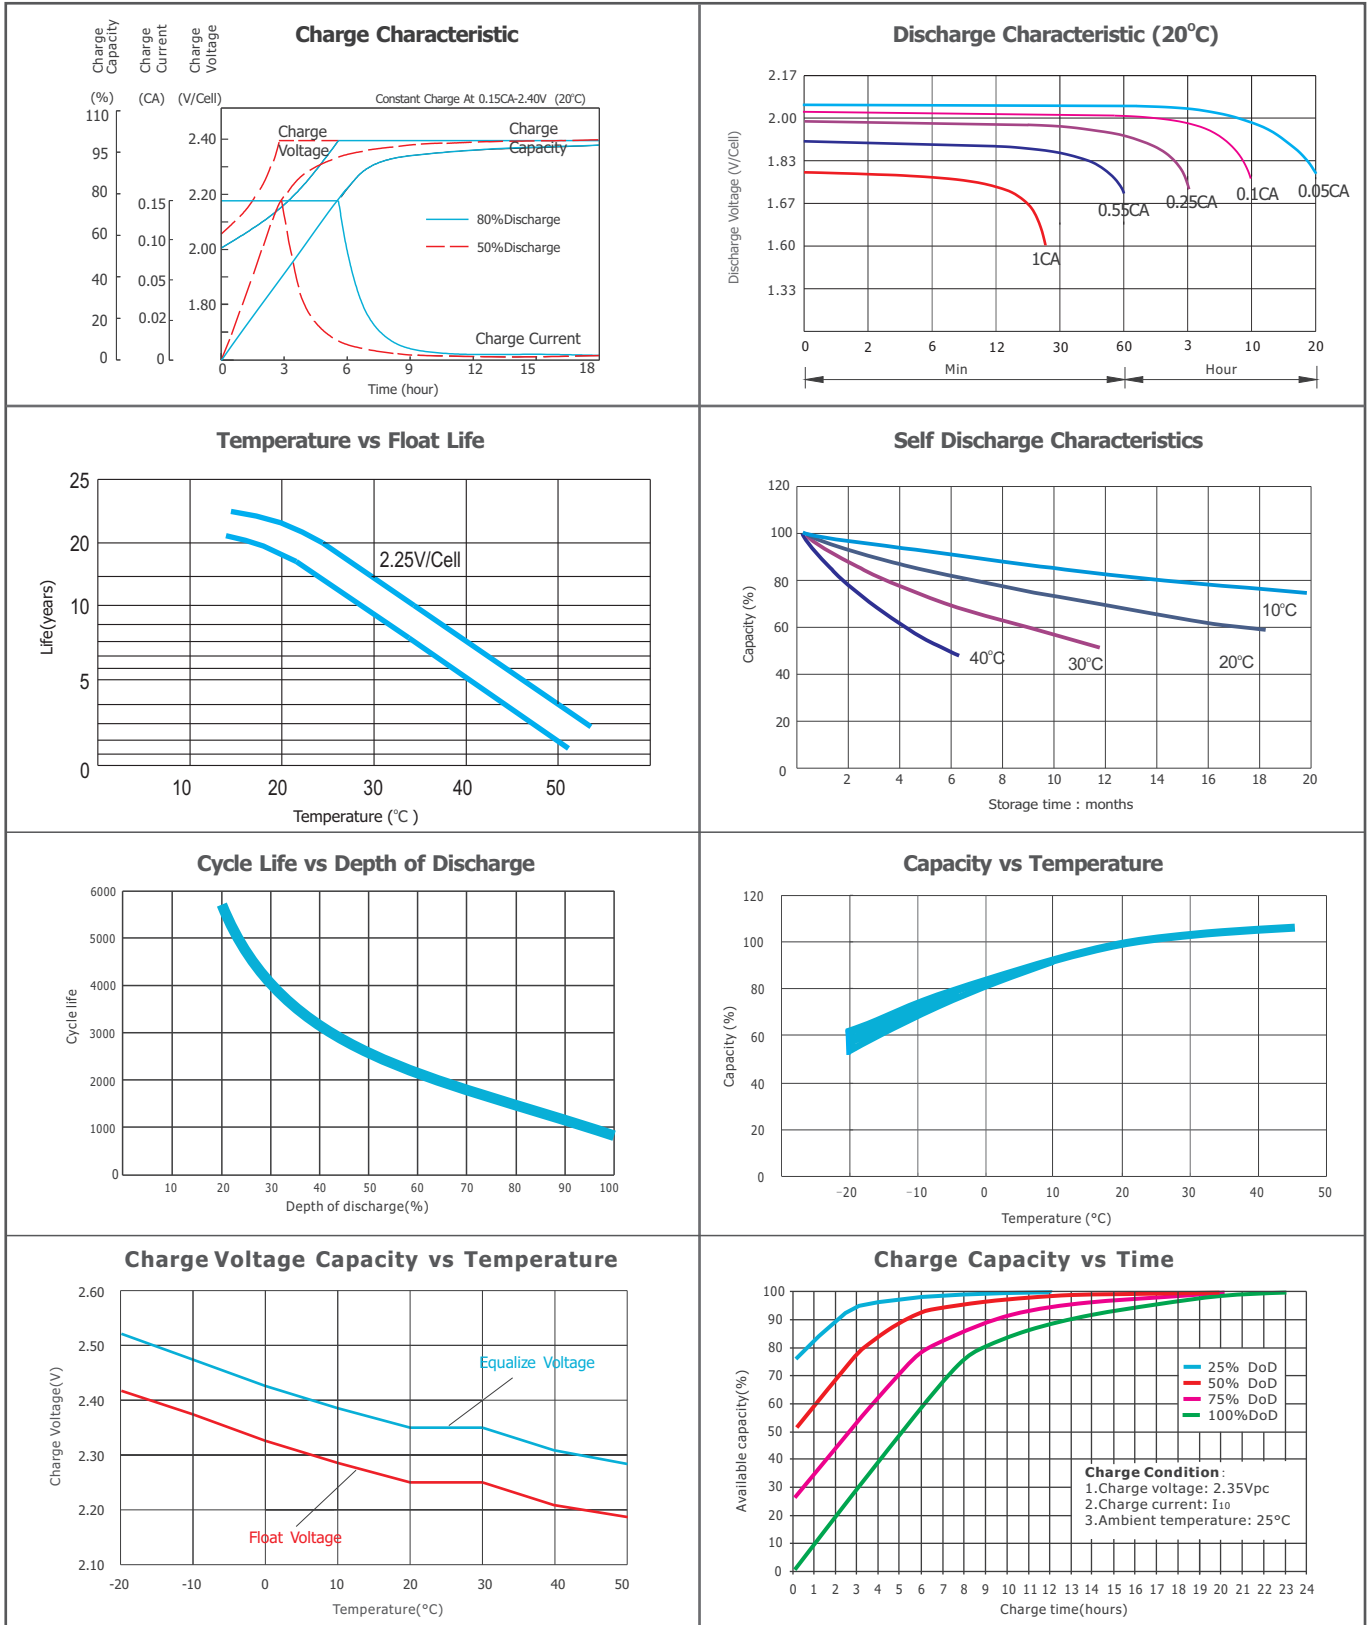 Charge Characteristic
Charge Capacity
Charge Current
Charge Voltage
(%)
(CA)
(V/Cell)
Constant Charge At 0.15CA-2.40V (20°C)
110
95
80
60
40
20
0
0.15
0.10
0.05
0.02
0
2.40
2.20
2.00
1.80
Charge Voltage
Charge Capacity
80%Discharge
50%Discharge
Charge Current
0 3 6 9 12 15 18
Time (hour)
Discharge Characteristic (20°C)
Discharge Voltage (V/Cell)
2.17
2.00
1.83
1.67
1.60
1.33
1CA
0.55CA
0.25CA
0.1CA
0.05CA
0 2 6 12 30 60 3 10 20
Min
Hour
Temperature vs Float Life
Life(years)
25
20
10
5
0
2.25V/Cell
10 20 30 40 50
Temperature (°C )
Self Discharge Characteristics
Capacity (%)
120
100
80
60
40
20
0
40°C
30°C
20°C
10°C
2 4 6 8 10 12 14 16 18 20
Storage time : months
Cycle Life vs Depth of Discharge
Cycle life
6000
5000
4000
3000
2000
1000
0
10 20 30 40 50 60 70 80 90 100
Depth of discharge(%)
Capacity vs Temperature
Capacity (%)
120
100
80
60
40
20
0
-20 -10 0 10 20 30 40 50
Temperature (°C)
Charge Voltage Capacity vs Temperature
Charge Voltage(V)
2.60
2.50
2.40
2.30
2.20
2.10
Equalize Voltage
Float Voltage
-20 -10 0 10 20 30 40 50
Temperature(°C)
Charge Capacity vs Time
Available capacity(%)
100
90
80
70
60
50
40
30
20
10
0
25% DoD
50% DoD
75% DoD
100%DoD
Charge Condition :
1.Charge voltage: 2.35Vpc
2.Charge current: I10
3.Ambient temperature: 25°C
0 1 2 3 4 5 6 7 8 9 10 11 12 13 14 15 16 17 18 19 20 21 22 23 24
Charge time(hours)